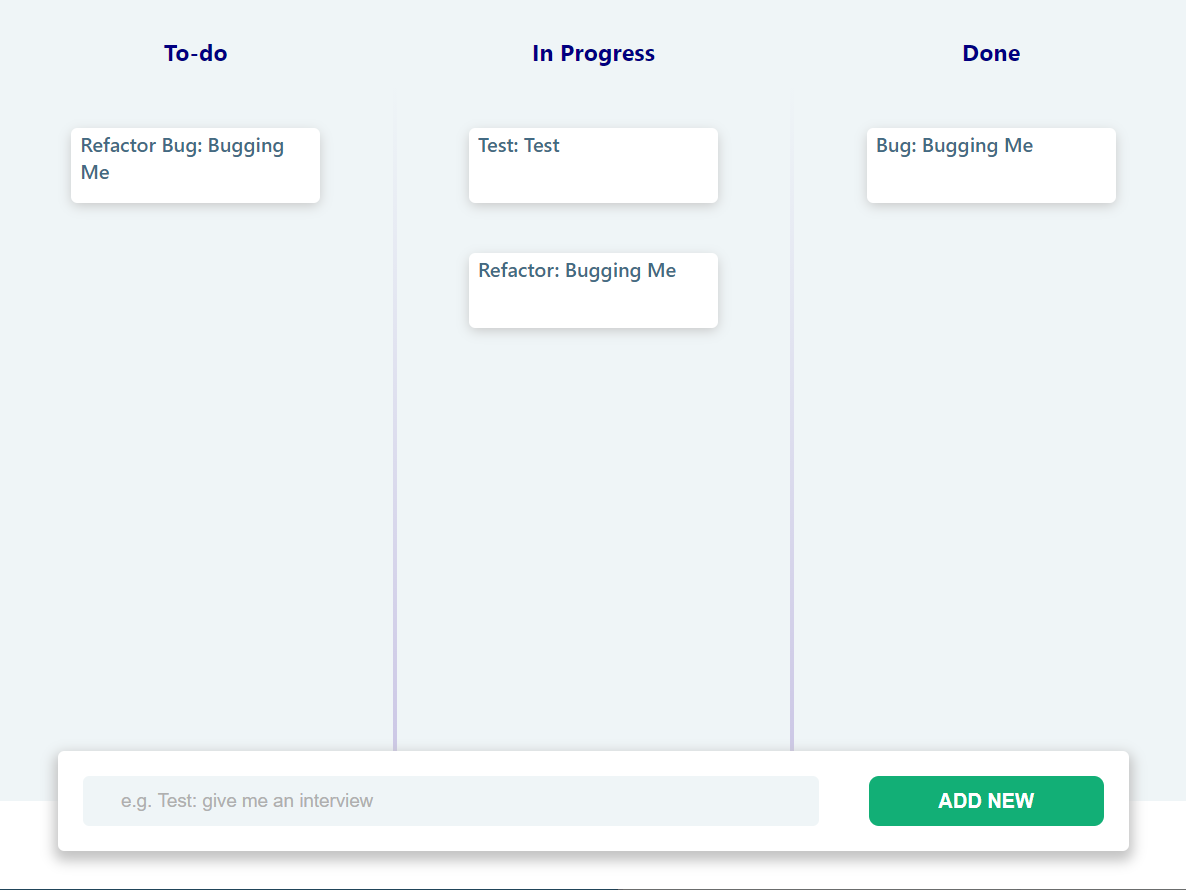 To-do
Refactor Bug: Bugging
Me
In Progress
Test: Test
Refactor: Bugging Me
Done
Bug: Bugging Me
e.g. Test: give me an interview
ADD NEW